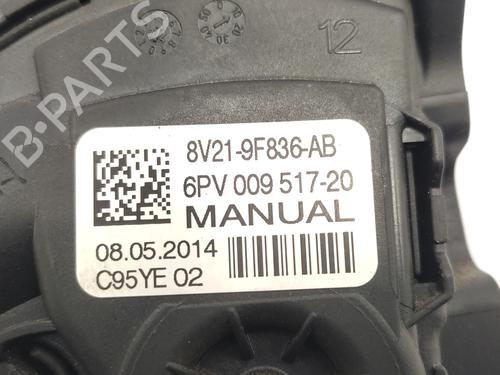 12
B-PARTS
8V21-9F836-AB
6PV 009 517-20
MANUAL
08.05.2014
C95YE 02